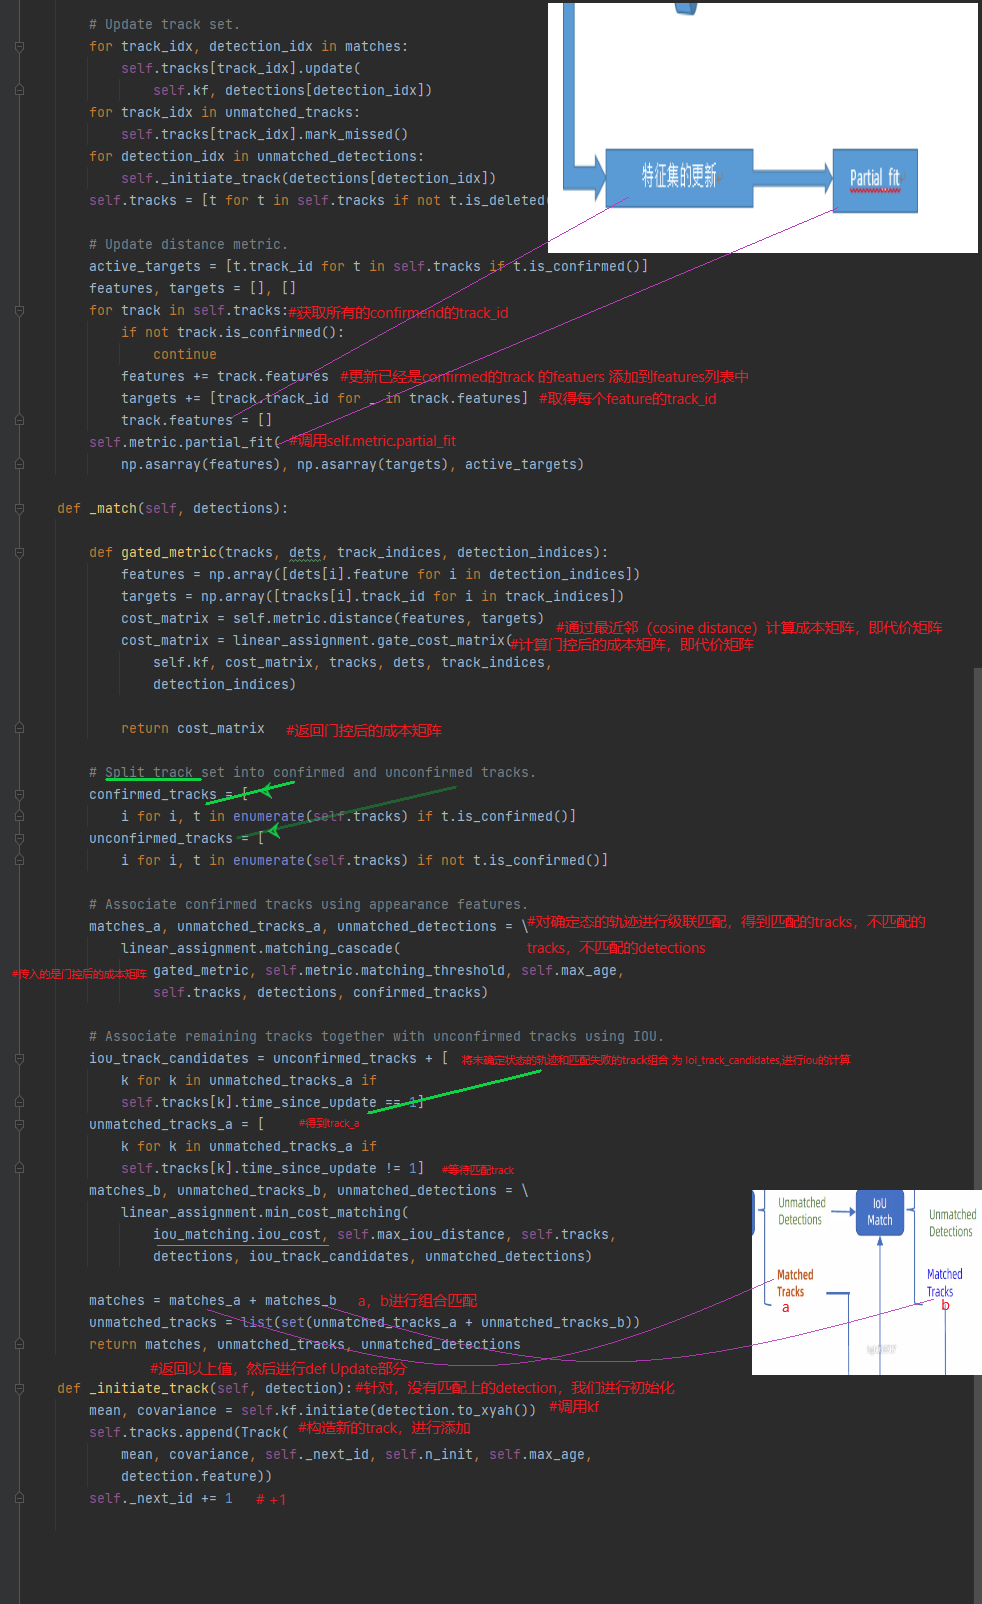 # Update track set.
for track_idx, detection_idx in matches:
self.tracks[track_idx].update(
self.kf, detections[detection_idx])
for track_idx in unmatched_tracks:
self.tracks[track_idx].mark_missed()
for detection_idx in unmatched_detections:
self._initiate_track(detections[detection_idx])
self.tracks = [t for t in self.tracks if not t.is_deleted(
特征集的更新
Partial fit
# Update distance metric.
active_targets = [t.track_id for t in self.tracks if t.is_confirmed()]
features, targets = [], []
for track in self.tracks: #获取所有的confirmend的track_id
if not track.is_confirmed():
continue
features += track.features #更新已经是confirmed的track 的featuers 添加到features列表中
targets += [track.track_id for _ in track.features] #取得每个feature的track_id
track.features = []
self.metric.partial_fit( #调用self.metric.partial_fit
np.asarray(features), np.asarray(targets), active_targets)
def _match(self, detections):
def gated_metric(tracks, dets, track_indices, detection_indices):
features = np.array([dets[i].feature for i in detection_indices])
targets = np.array([tracks[i].track_id for i in track_indices])
cost_matrix = self.metric.distance(features, targets) #通过最近邻（cosine distance）计算成本矩阵，即代价矩阵
cost_matrix = linear_assignment.gate_cost_matrix( #计算门控后的成本矩阵，即代价矩阵
self.kf, cost_matrix, tracks, dets, track_indices,
detection_indices)
return cost_matrix #返回门控后的成本矩阵
# Split track set into confirmed and unconfirmed tracks.
confirmed_tracks = [
i for i, t in enumerate(self.tracks) if t.is_confirmed()]
unconfirmed_tracks = [
i for i, t in enumerate(self.tracks) if not t.is_confirmed()]
# Associate confirmed tracks using appearance features.
matches_a, unmatched_tracks_a, unmatched_detections = \ #对确定态的轨迹进行级联匹配，得到匹配的tracks，不匹配的
linear_assignment.matching_cascade( tracks，不匹配的detections
#传入的是门控后的成本矩阵 gated_metric, self.metric.matching_threshold, self.max_age,
self.tracks, detections, confirmed_tracks)
# Associate remaining tracks together with unconfirmed tracks using IOU.
iou_track_candidates = unconfirmed_tracks + [ 将未确定状态的轨迹和匹配失败的track组合 为 Ioi_track_candidates,进行iou的计算
k for k in unmatched_tracks_a if
self.tracks[k].time_since_update == 1]
unmatched_tracks_a = [ #得到track_a
k for k in unmatched_tracks_a if
self.tracks[k].time_since_update != 1] #等待匹配track
matches_b, unmatched_tracks_b, unmatched_detections = \
linear_assignment.min_cost_matching(
iou_matching.iou_cost, self.max_iou_distance, self.tracks,
detections, iou_track_candidates, unmatched_detections)
Unmatched
Detections
IoU
Match
Unmatched
Detections
Matched
Tracks
a
Matched
Tracks
b
matches = matches_a + matches_b a，b进行组合匹配
unmatched_tracks = list(set(unmatched_tracks_a + unmatched_tracks_b))
return matches, unmatched_tracks, unmatched_detections
#返回以上值，然后进行def Update部分
def _initiate_track(self, detection): #针对，没有匹配上的detection，我们进行初始化
mean, covariance = self.kf.initiate(detection.to_xyah()) #调用kf
self.tracks.append(Track( #构造新的track，进行添加
mean, covariance, self._next_id, self.n_init, self.max_age,
detection.feature))
self._next_id += 1 # +1